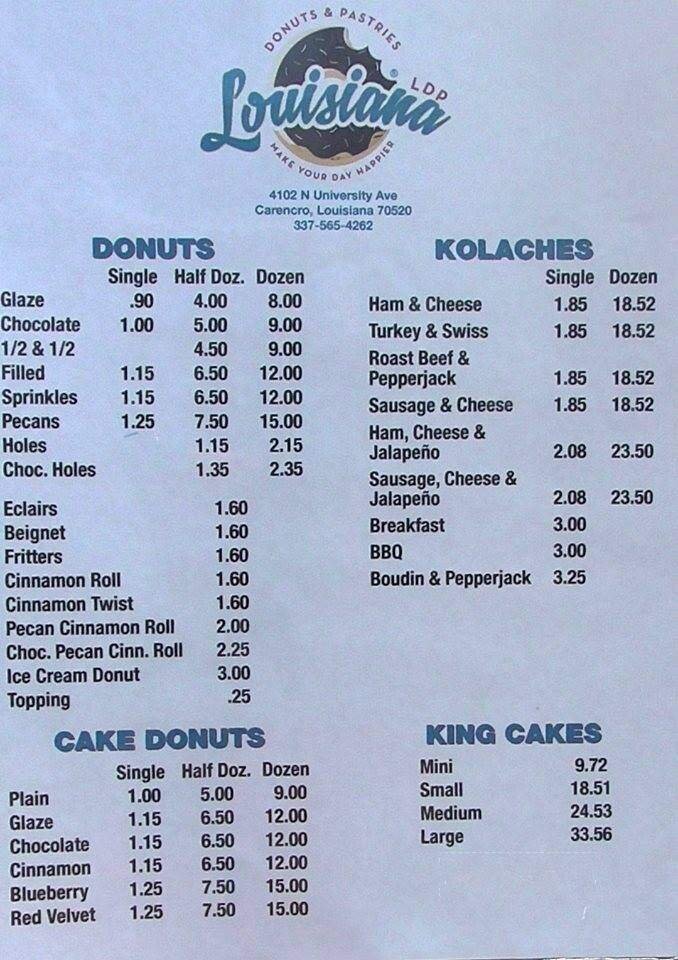 DONUTS & PASTRIES
Louisiana® LDP
MAKE YOUR DAY HAPPIER
4102 N University Ave
Carencro, Louisiana 70520
337-565-4262
DONUTS
Single Half Doz. Dozen
Glaze .90 4.00 8.00
Chocolate 1.00 5.00 9.00
1/2 & 1/2 4.50 9.00
Filled 1.15 6.50 12.00
Sprinkles 1.15 6.50 12.00
Pecans 1.25 7.50 15.00
Holes 1.15 2.15
Choc. Holes 1.35 2.35
Eclairs 1.60
Beignet 1.60
Fritters 1.60
Cinnamon Roll 1.60
Cinnamon Twist 1.60
Pecan Cinnamon Roll 2.00
Choc. Pecan Cinn. Roll 2.25
Ice Cream Donut 3.00
Topping .25
CAKE DONUTS
Single Half Doz. Dozen
Plain 1.00 5.00 9.00
Glaze 1.15 6.50 12.00
Chocolate 1.15 6.50 12.00
Cinnamon 1.15 6.50 12.00
Blueberry 1.25 7.50 15.00
Red Velvet 1.25 7.50 15.00
KOLACHES
Single Dozen
Ham & Cheese 1.85 18.52
Turkey & Swiss 1.85 18.52
Roast Beef &
Pepperjack 1.85 18.52
Sausage & Cheese 1.85 18.52
Ham, Cheese &
Jalapeño 2.08 23.50
Sausage, Cheese &
Jalapeño 2.08 23.50
Breakfast 3.00
BBQ 3.00
Boudin & Pepperjack 3.25
KING CAKES
Mini 9.72
Small 18.51
Medium 24.53
Large 33.56